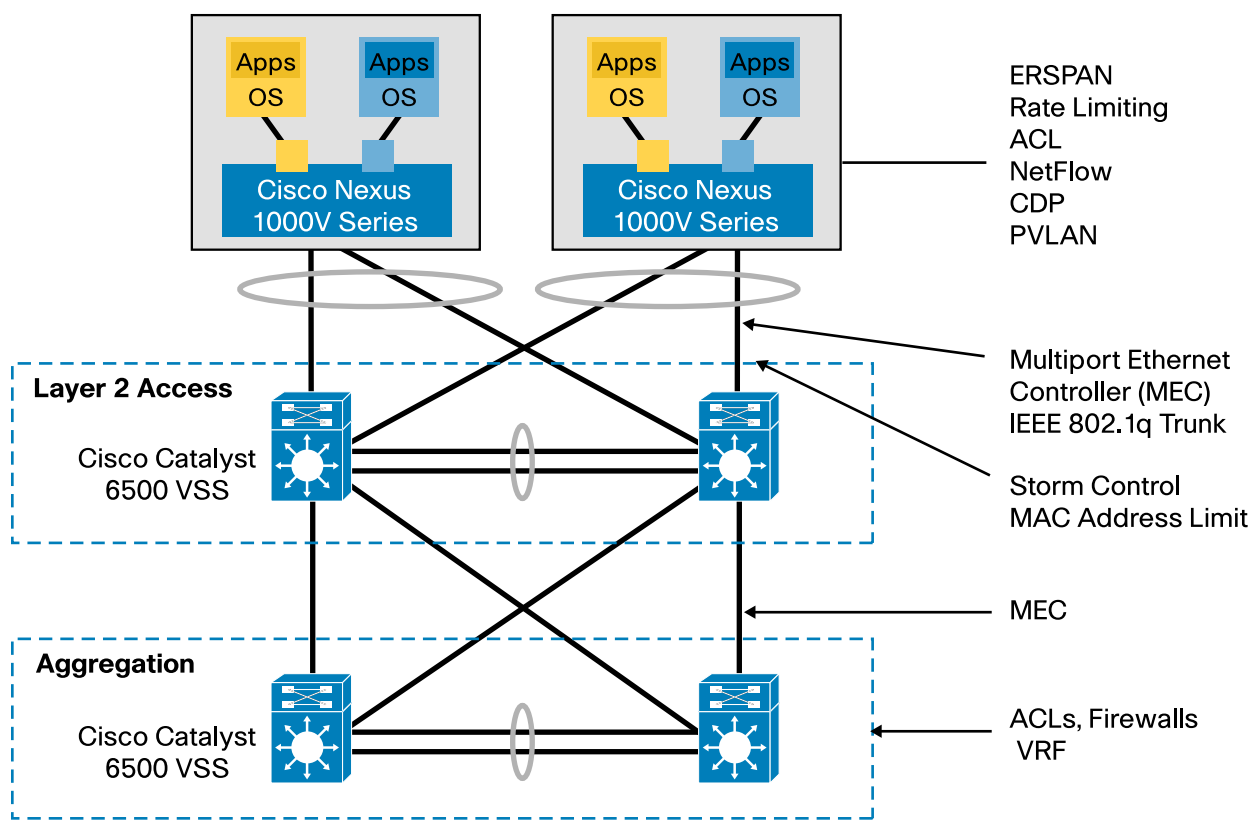 Apps
OS
Apps
OS
Cisco Nexus
1000V Series
Apps
OS
Apps
OS
Cisco Nexus
1000V Series
ERSPAN
Rate Limiting
ACL
NetFlow
CDP
PVLAN
Multiport Ethernet
Controller (MEC)
IEEE 802.1q Trunk
Layer 2 Access
Cisco Catalyst
6500 VSS
Storm Control
MAC Address Limit
MEC
Aggregation
Cisco Catalyst
6500 VSS
ACLs, Firewalls
VRF